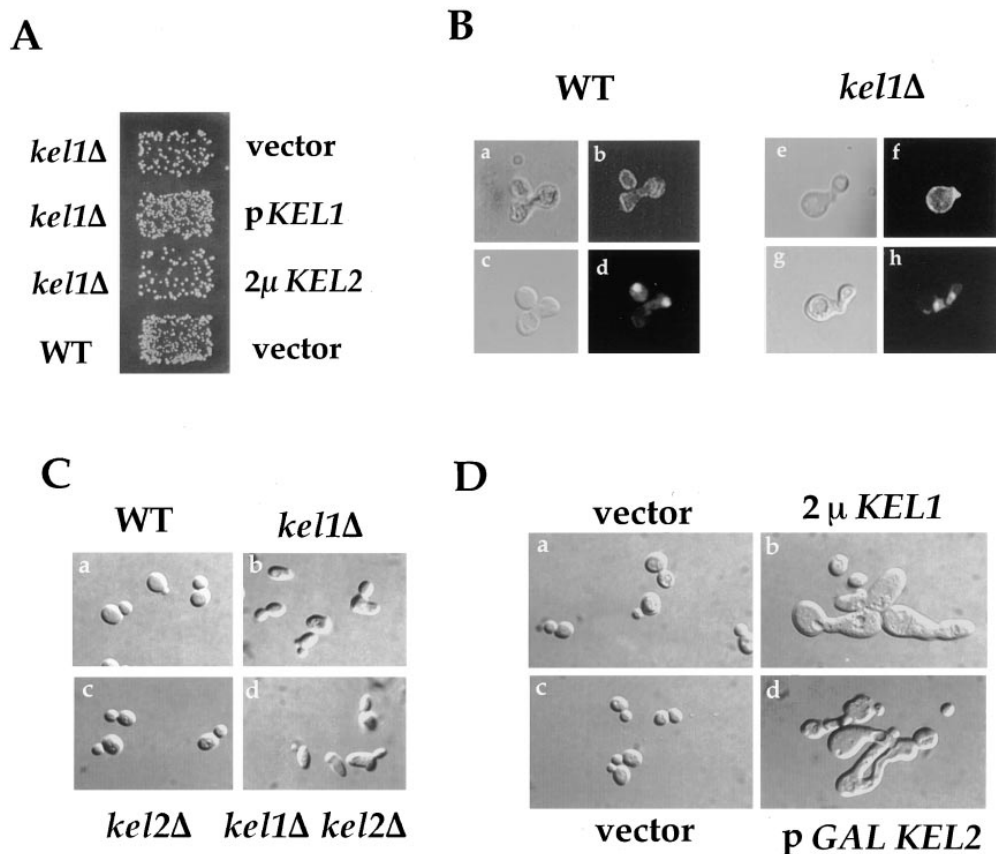 A
kel1Δ vector
kel1Δ pKEL1
kel1Δ 2μ KEL2
WT vector
B
WT kel1Δ
a b e f
c d g h
C
WT kel1Δ
a b
c d
kel2Δ kel1Δ kel2Δ
D
vector 2 μ KEL1
a b
c d
vector p GAL KEL2